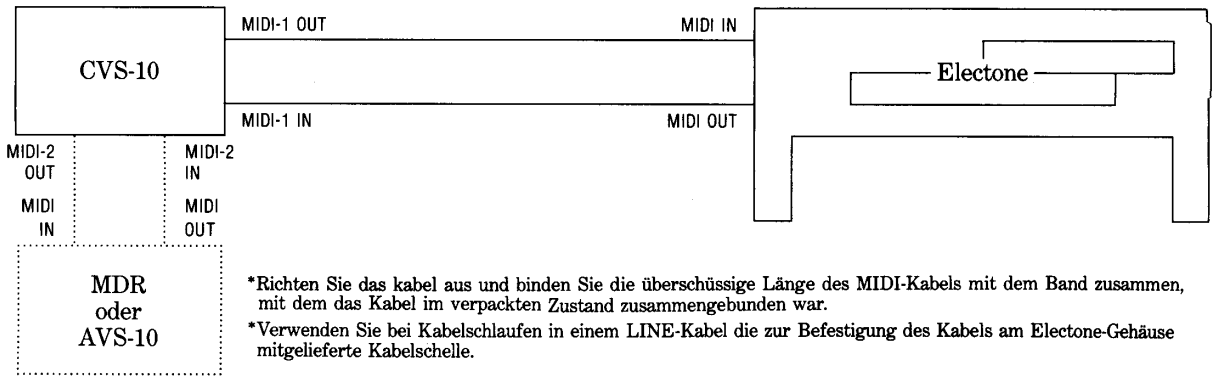 MIDI-1 OUT MIDI IN
CVS-10 Electone
MIDI-1 IN MIDI OUT
MIDI-2 OUT
MIDI-2 IN
MIDI IN
MIDI OUT
MDR
oder
AVS-10
*Richten Sie das kabel aus und binden Sie die überschüssige Länge des MIDI-Kabels mit dem Band zusammen,
mit dem das Kabel im verpackten Zustand zusammengebunden war.
*Verwenden Sie bei Kabelschlaufen in einem LINE-Kabel die zur Befestigung des Kabels am Electone-Gehäuse
mitgelieferte Kabelschelle.